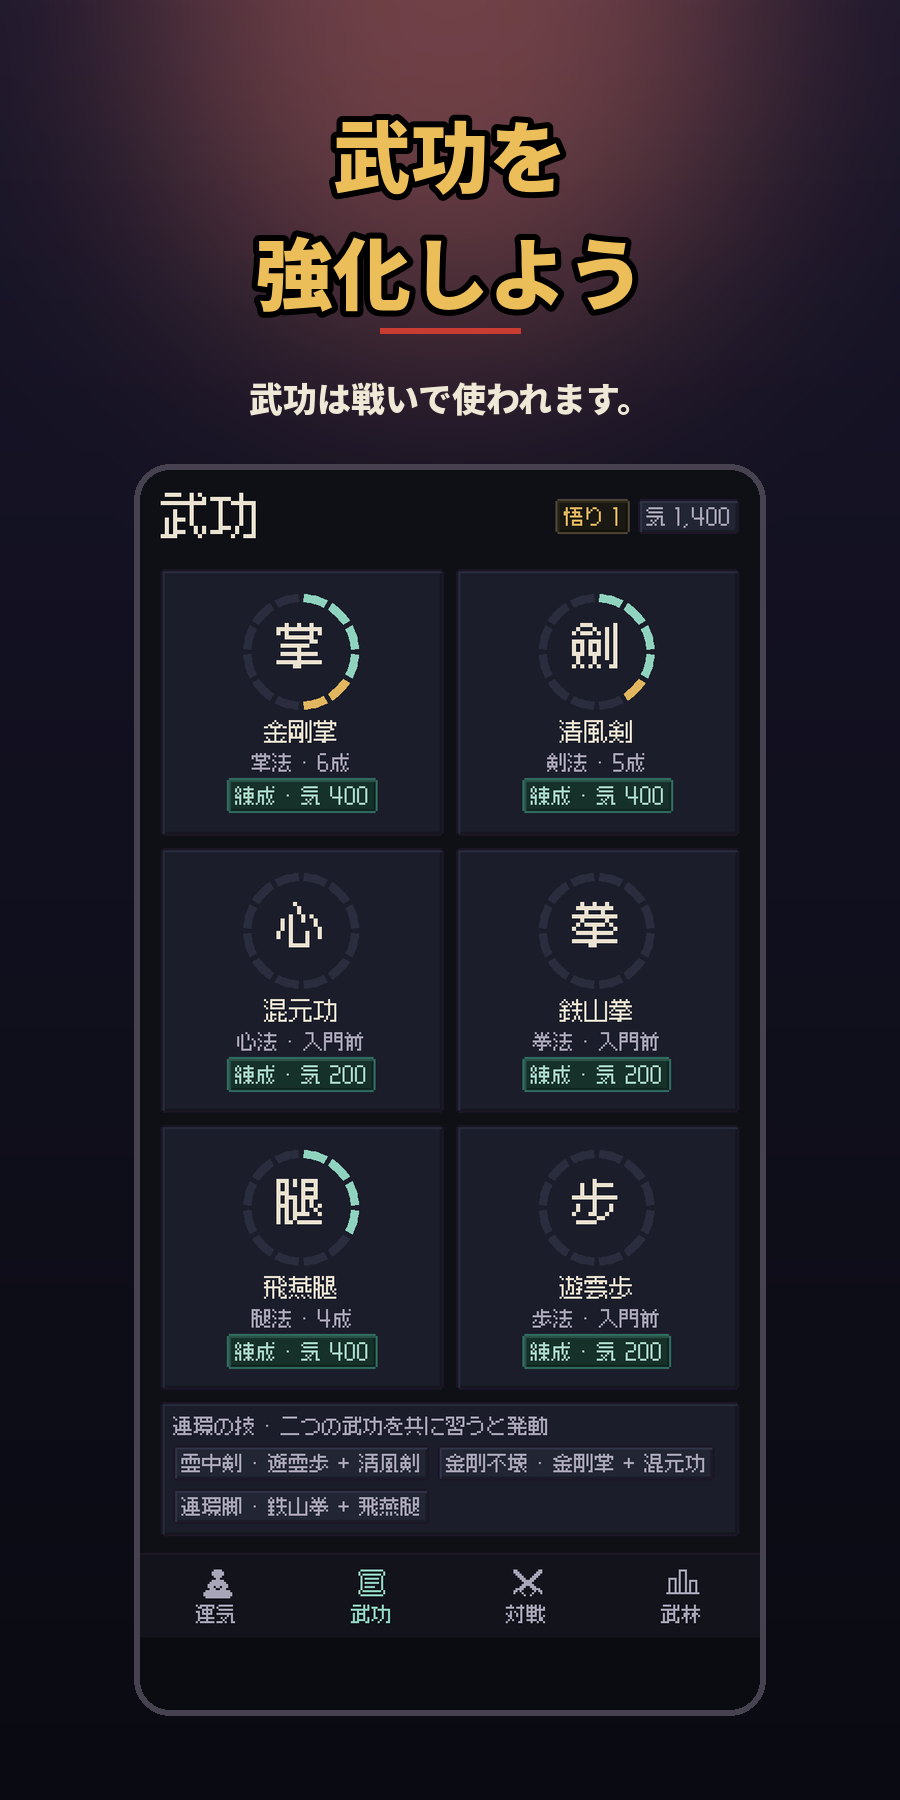 武功を
強化しよう
武功は戦いで使われます。
武功
悟り 1
気 1,400
掌
金剛掌
掌法 · 6成
練成 · 気 400
劍
清風剣
剣法 · 5成
練成 · 気 400
心
混元功
心法 · 入門前
練成 · 気 200
拳
鉄山拳
拳法 · 入門前
練成 · 気 200
腿
飛燕腿
腿法 · 4成
練成 · 気 400
歩
遊雲歩
歩法 · 入門前
練成 · 気 200
連環の技 · 二つの武功を共に習うと発動
雲中剣 · 遊雲歩 + 清風剣
金剛不壊 · 金剛掌 + 混元功
連環脚 · 鉄山拳 + 飛燕腿
運気
武功
対戦
武林